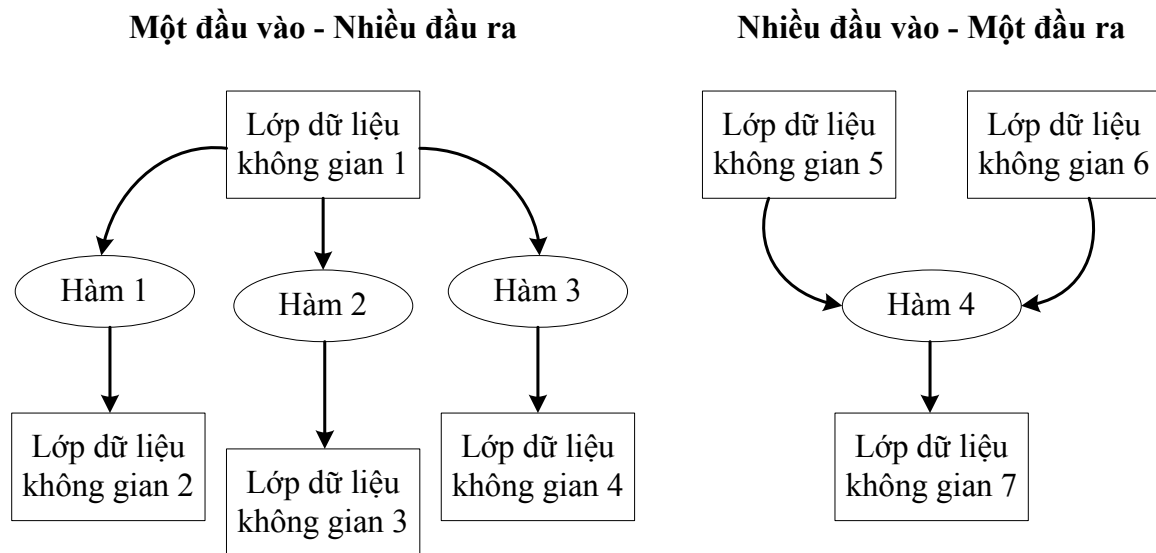 Một đầu vào - Nhiều đầu ra
Nhiều đầu vào - Một đầu ra
Lớp dữ liệu
không gian 1
Lớp dữ liệu
không gian 5
Lớp dữ liệu
không gian 6
Hàm 1
Hàm 2
Hàm 3
Hàm 4
Lớp dữ liệu
không gian 2
Lớp dữ liệu
không gian 3
Lớp dữ liệu
không gian 4
Lớp dữ liệu
không gian 7